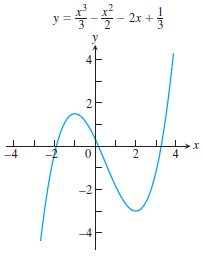 y = x³/3 - x²/2 - 2x + 1/3
y
4
2
-4 -2 0 2 4 x
-2
-4